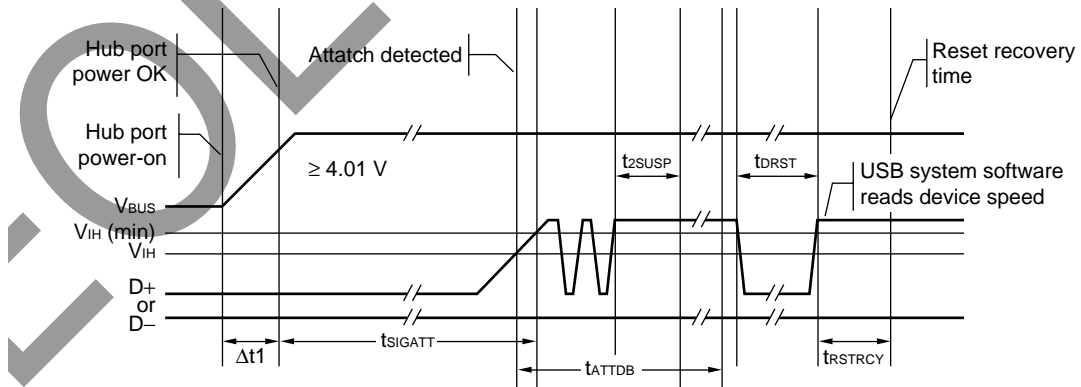 Hub port
power OK
Attatch detected
Reset recovery
time
Hub port
power-on
≥ 4.01 V
t2SUSP
tDRST
USB system software
reads device speed
VBUS
VIH (min)
VIH
D+
or
D−
Δt1
tSIGATT
tATTDB
tRSTRCY